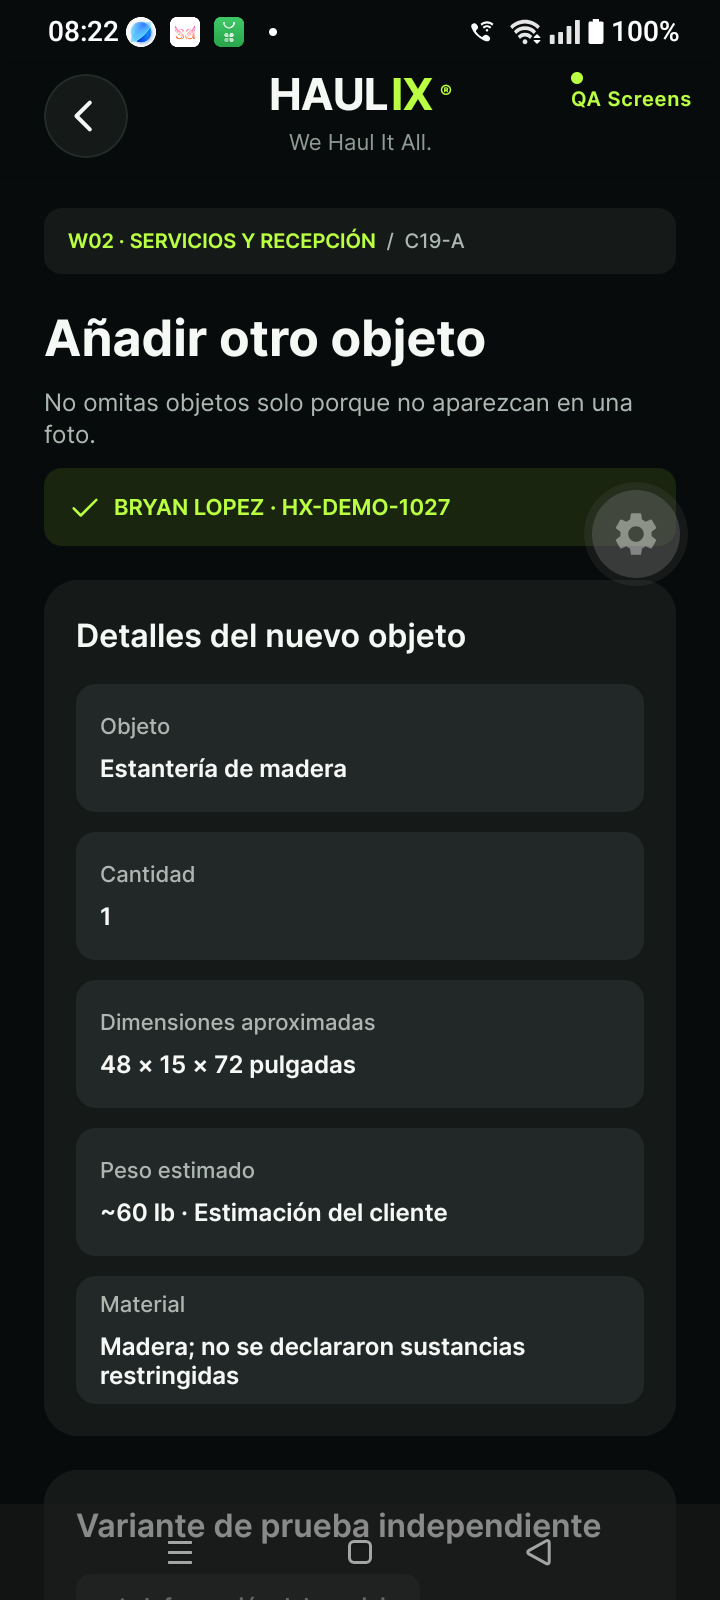 08:22
100%
HAULIX ®
QA Screens
We Haul It All.
W02 · SERVICIOS Y RECEPCIÓN / C19-A
Añadir otro objeto
No omitas objetos solo porque no aparezcan en una
foto.
BRYAN LOPEZ · HX-DEMO-1027
Detalles del nuevo objeto
Objeto
Estantería de madera
Cantidad
1
Dimensiones aproximadas
48 × 15 × 72 pulgadas
Peso estimado
~60 lb · Estimación del cliente
Material
Madera; no se declararon sustancias
restringidas
Variante de prueba independiente